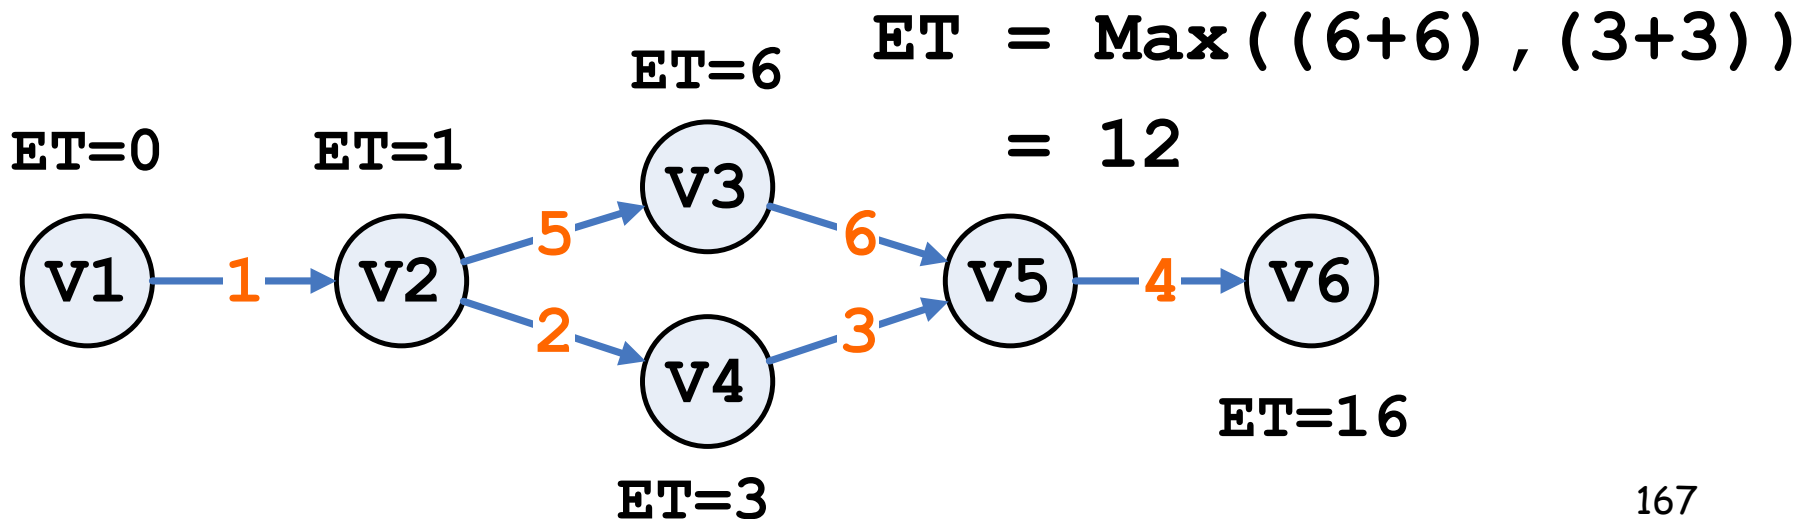 ET = Max((6+6),(3+3))
= 12
ET=6
ET=0
ET=1
V3
5
6
V1
1
V2
V5
4
V6
2
3
V4
ET=16
ET=3
167